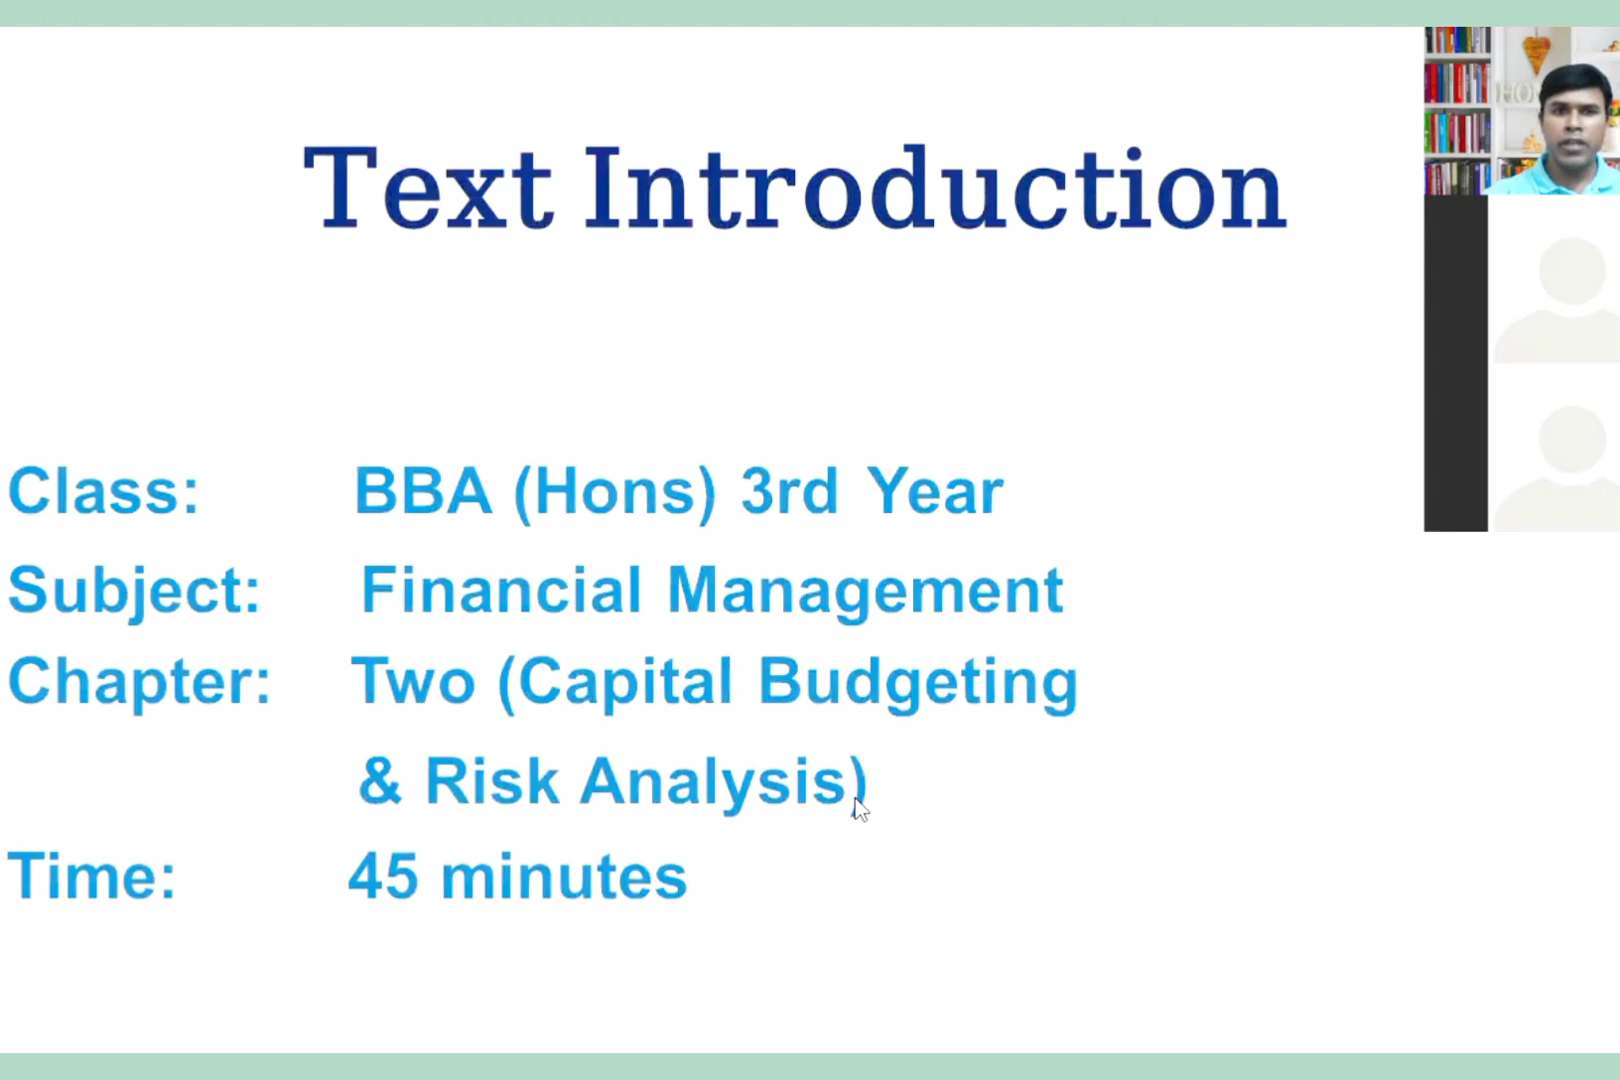 Text Introduction
Class: BBA (Hons) 3rd Year
Subject: Financial Management
Chapter: Two (Capital Budgeting
& Risk Analysis)
Time: 45 minutes